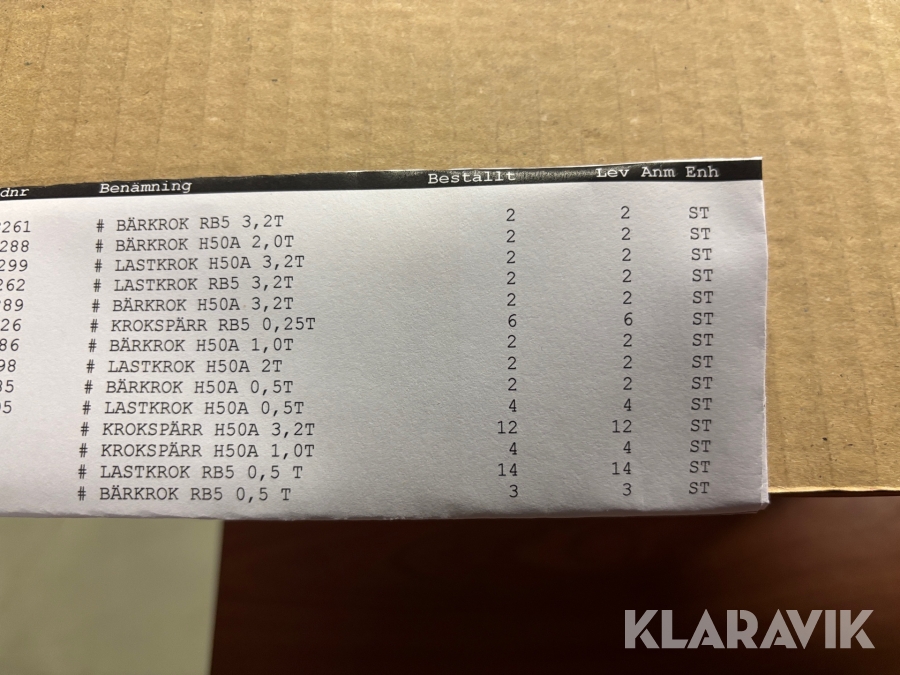 dnr Benämning Beställt Lev Anm Enh
261 # BÄRKROK RB5 3,2T 2 2 ST
288 # BÄRKROK H50A 2,0T 2 2 ST
299 # LASTKROK H50A 3,2T 2 2 ST
262 # LASTKROK RB5 3,2T 2 2 ST
289 # BÄRKROK H50A 3,2T 2 2 ST
26 # KROKSPÄRR RB5 0,25T 6 6 ST
86 # BÄRKROK H50A 1,0T 2 2 ST
98 # LASTKROK H50A 2T 2 2 ST
85 # BÄRKROK H50A 0,5T 2 2 ST
5 # LASTKROK H50A 0,5T 4 4 ST
# KROKSPÄRR H50A 3,2T 12 12 ST
# KROKSPÄRR H50A 1,0T 4 4 ST
# LASTKROK RB5 0,5 T 14 14 ST
# BÄRKROK RB5 0,5 T 3 3 ST
KLARAVIK